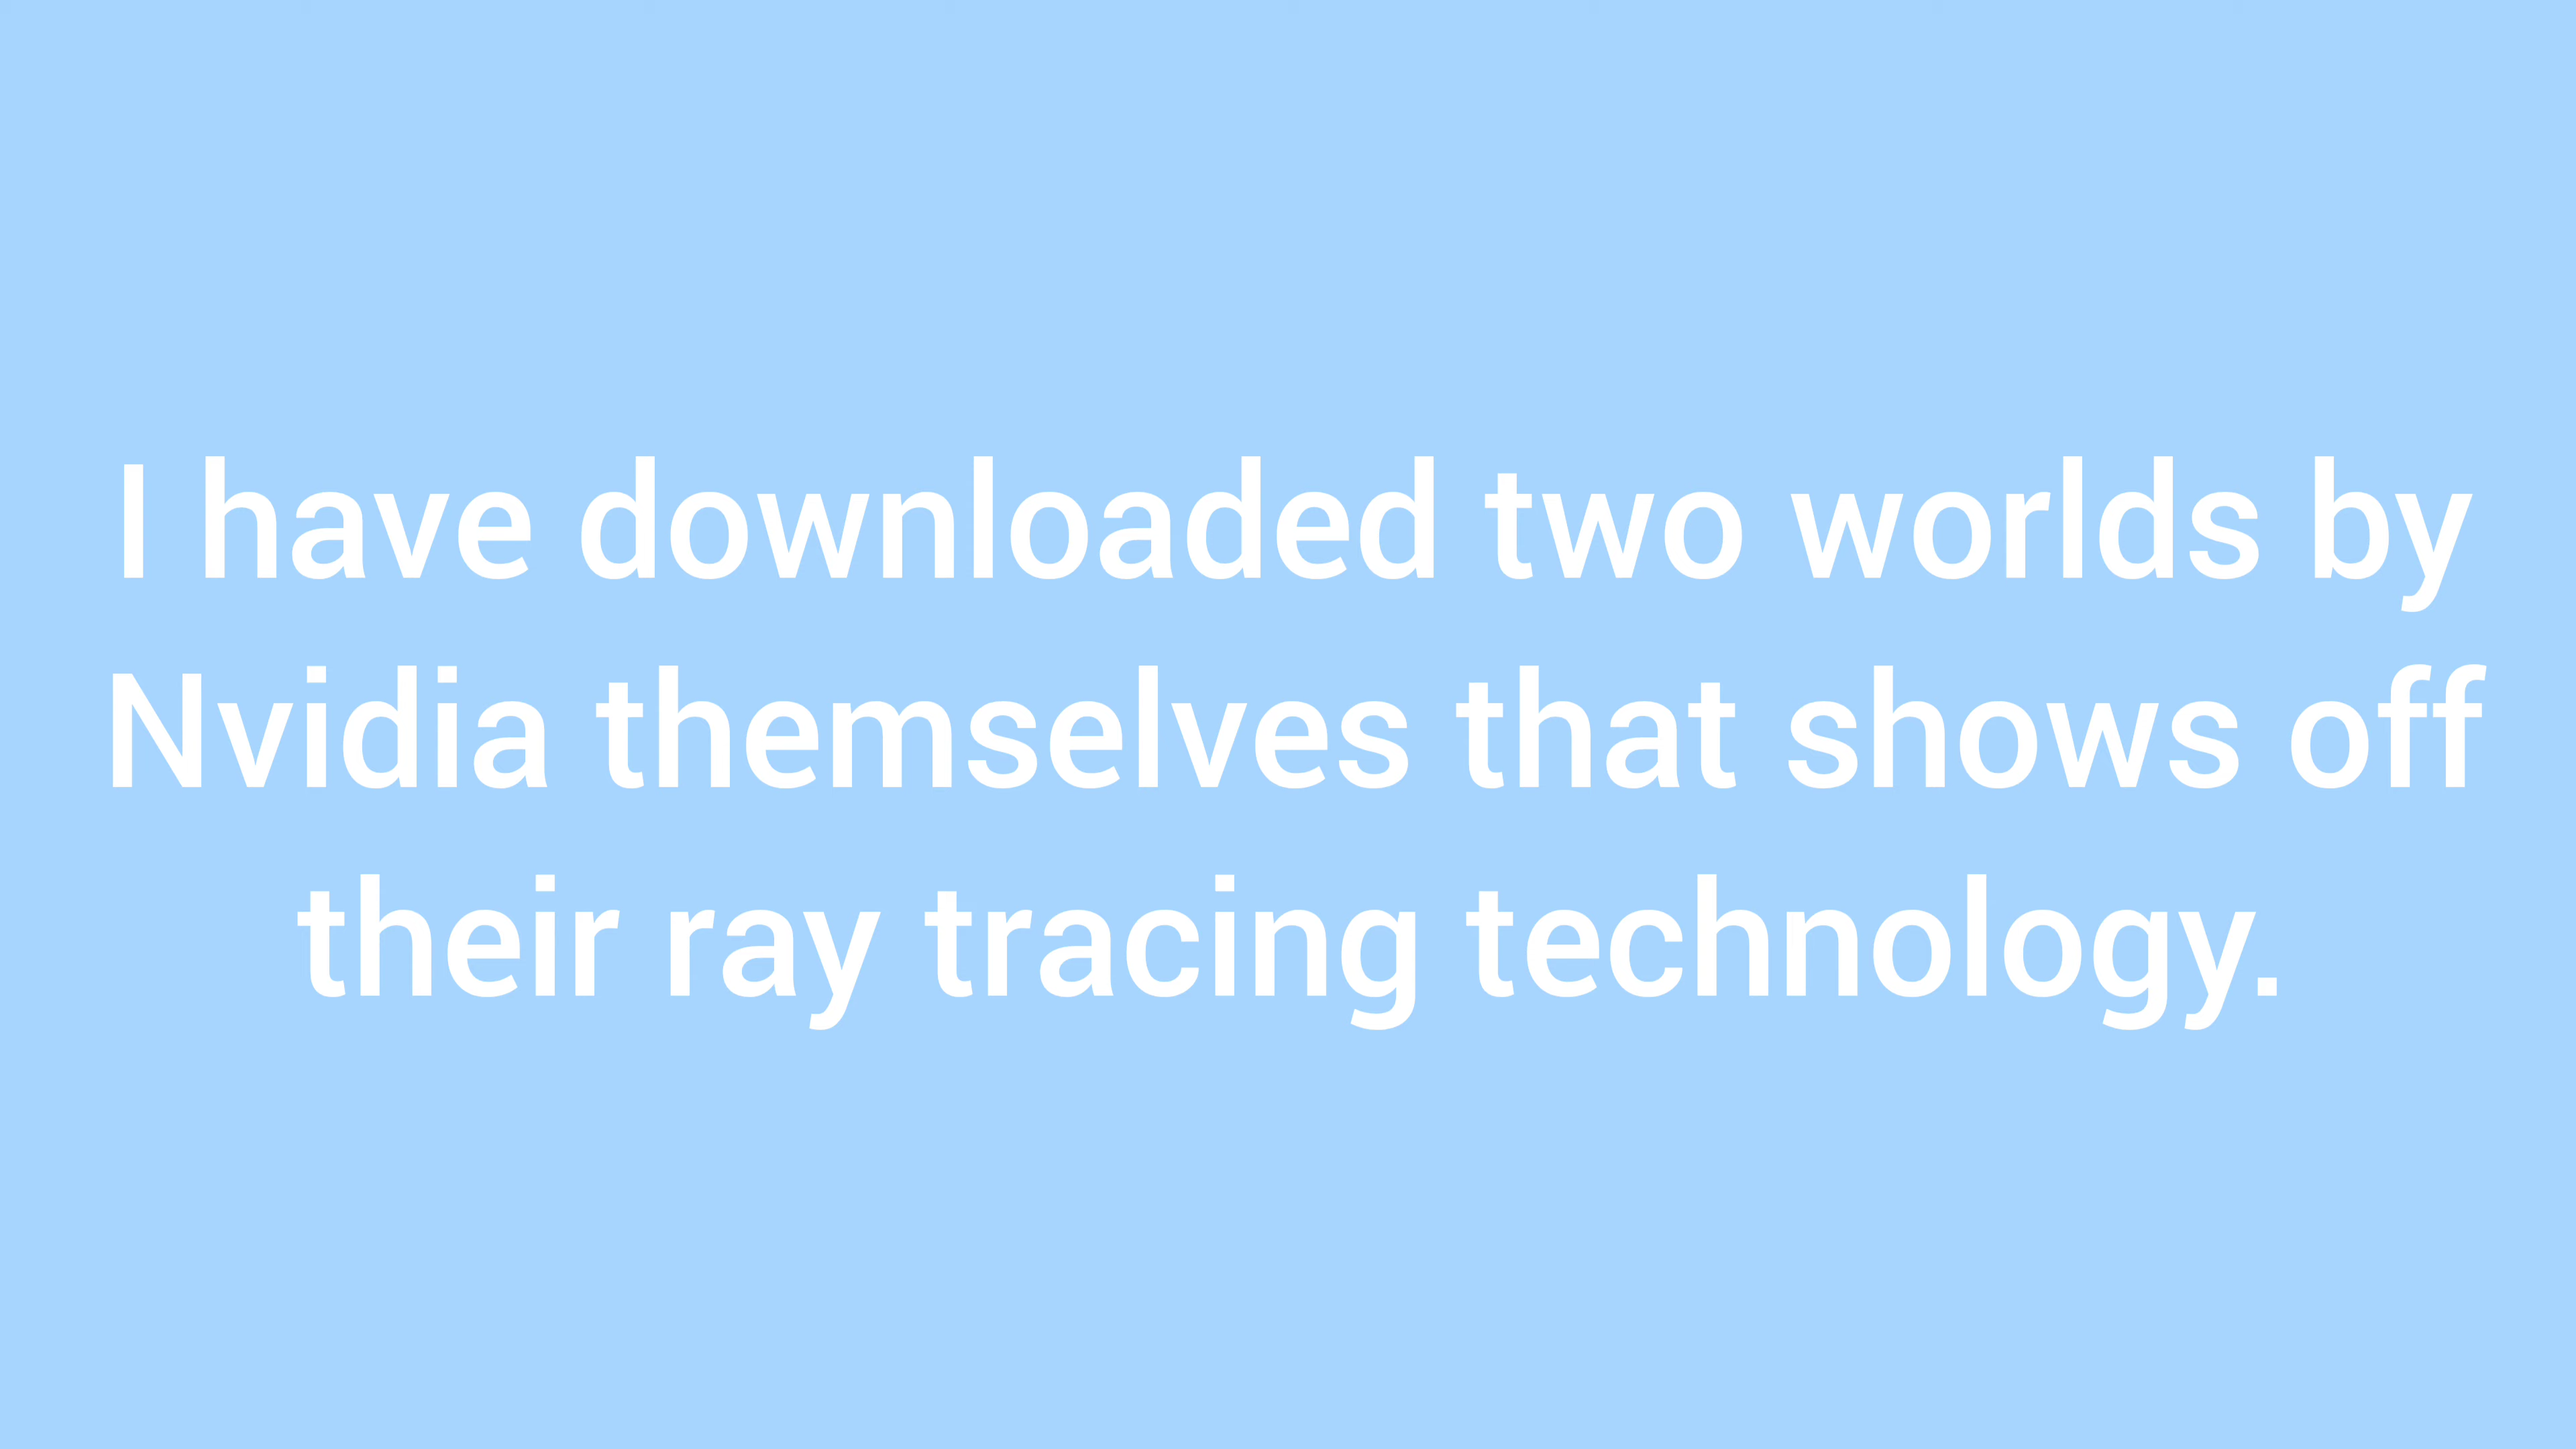 I have downloaded two worlds by
Nvidia themselves that shows off
their ray tracing technology.